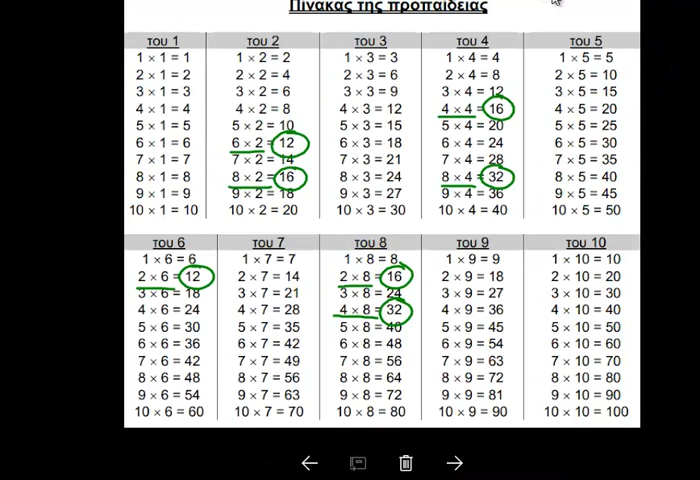 Πίνακας της προπαίδειας
του 1
1 × 1 = 1
2 × 1 = 2
3 × 1 = 3
4 × 1 = 4
5 × 1 = 5
6 × 1 = 6
7 × 1 = 7
8 × 1 = 8
9 × 1 = 9
10 × 1 = 10
του 2
1 × 2 = 2
2 × 2 = 4
3 × 2 = 6
4 × 2 = 8
5 × 2 = 10
6 × 2 = 12
7 × 2 = 14
8 × 2 = 16
9 × 2 = 18
10 × 2 = 20
του 3
1 × 3 = 3
2 × 3 = 6
3 × 3 = 9
4 × 3 = 12
5 × 3 = 15
6 × 3 = 18
7 × 3 = 21
8 × 3 = 24
9 × 3 = 27
10 × 3 = 30
του 4
1 × 4 = 4
2 × 4 = 8
3 × 4 = 12
4 × 4 = 16
5 × 4 = 20
6 × 4 = 24
7 × 4 = 28
8 × 4 = 32
9 × 4 = 36
10 × 4 = 40
του 5
1 × 5 = 5
2 × 5 = 10
3 × 5 = 15
4 × 5 = 20
5 × 5 = 25
6 × 5 = 30
7 × 5 = 35
8 × 5 = 40
9 × 5 = 45
10 × 5 = 50
του 6
1 × 6 = 6
2 × 6 = 12
3 × 6 = 18
4 × 6 = 24
5 × 6 = 30
6 × 6 = 36
7 × 6 = 42
8 × 6 = 48
9 × 6 = 54
10 × 6 = 60
του 7
1 × 7 = 7
2 × 7 = 14
3 × 7 = 21
4 × 7 = 28
5 × 7 = 35
6 × 7 = 42
7 × 7 = 49
8 × 7 = 56
9 × 7 = 63
10 × 7 = 70
του 8
1 × 8 = 8
2 × 8 = 16
3 × 8 = 24
4 × 8 = 32
5 × 8 = 40
6 × 8 = 48
7 × 8 = 56
8 × 8 = 64
9 × 8 = 72
10 × 8 = 80
του 9
1 × 9 = 9
2 × 9 = 18
3 × 9 = 27
4 × 9 = 36
5 × 9 = 45
6 × 9 = 54
7 × 9 = 63
8 × 9 = 72
9 × 9 = 81
10 × 9 = 90
του 10
1 × 10 = 10
2 × 10 = 20
3 × 10 = 30
4 × 10 = 40
5 × 10 = 50
6 × 10 = 60
7 × 10 = 70
8 × 10 = 80
9 × 10 = 90
10 × 10 = 100